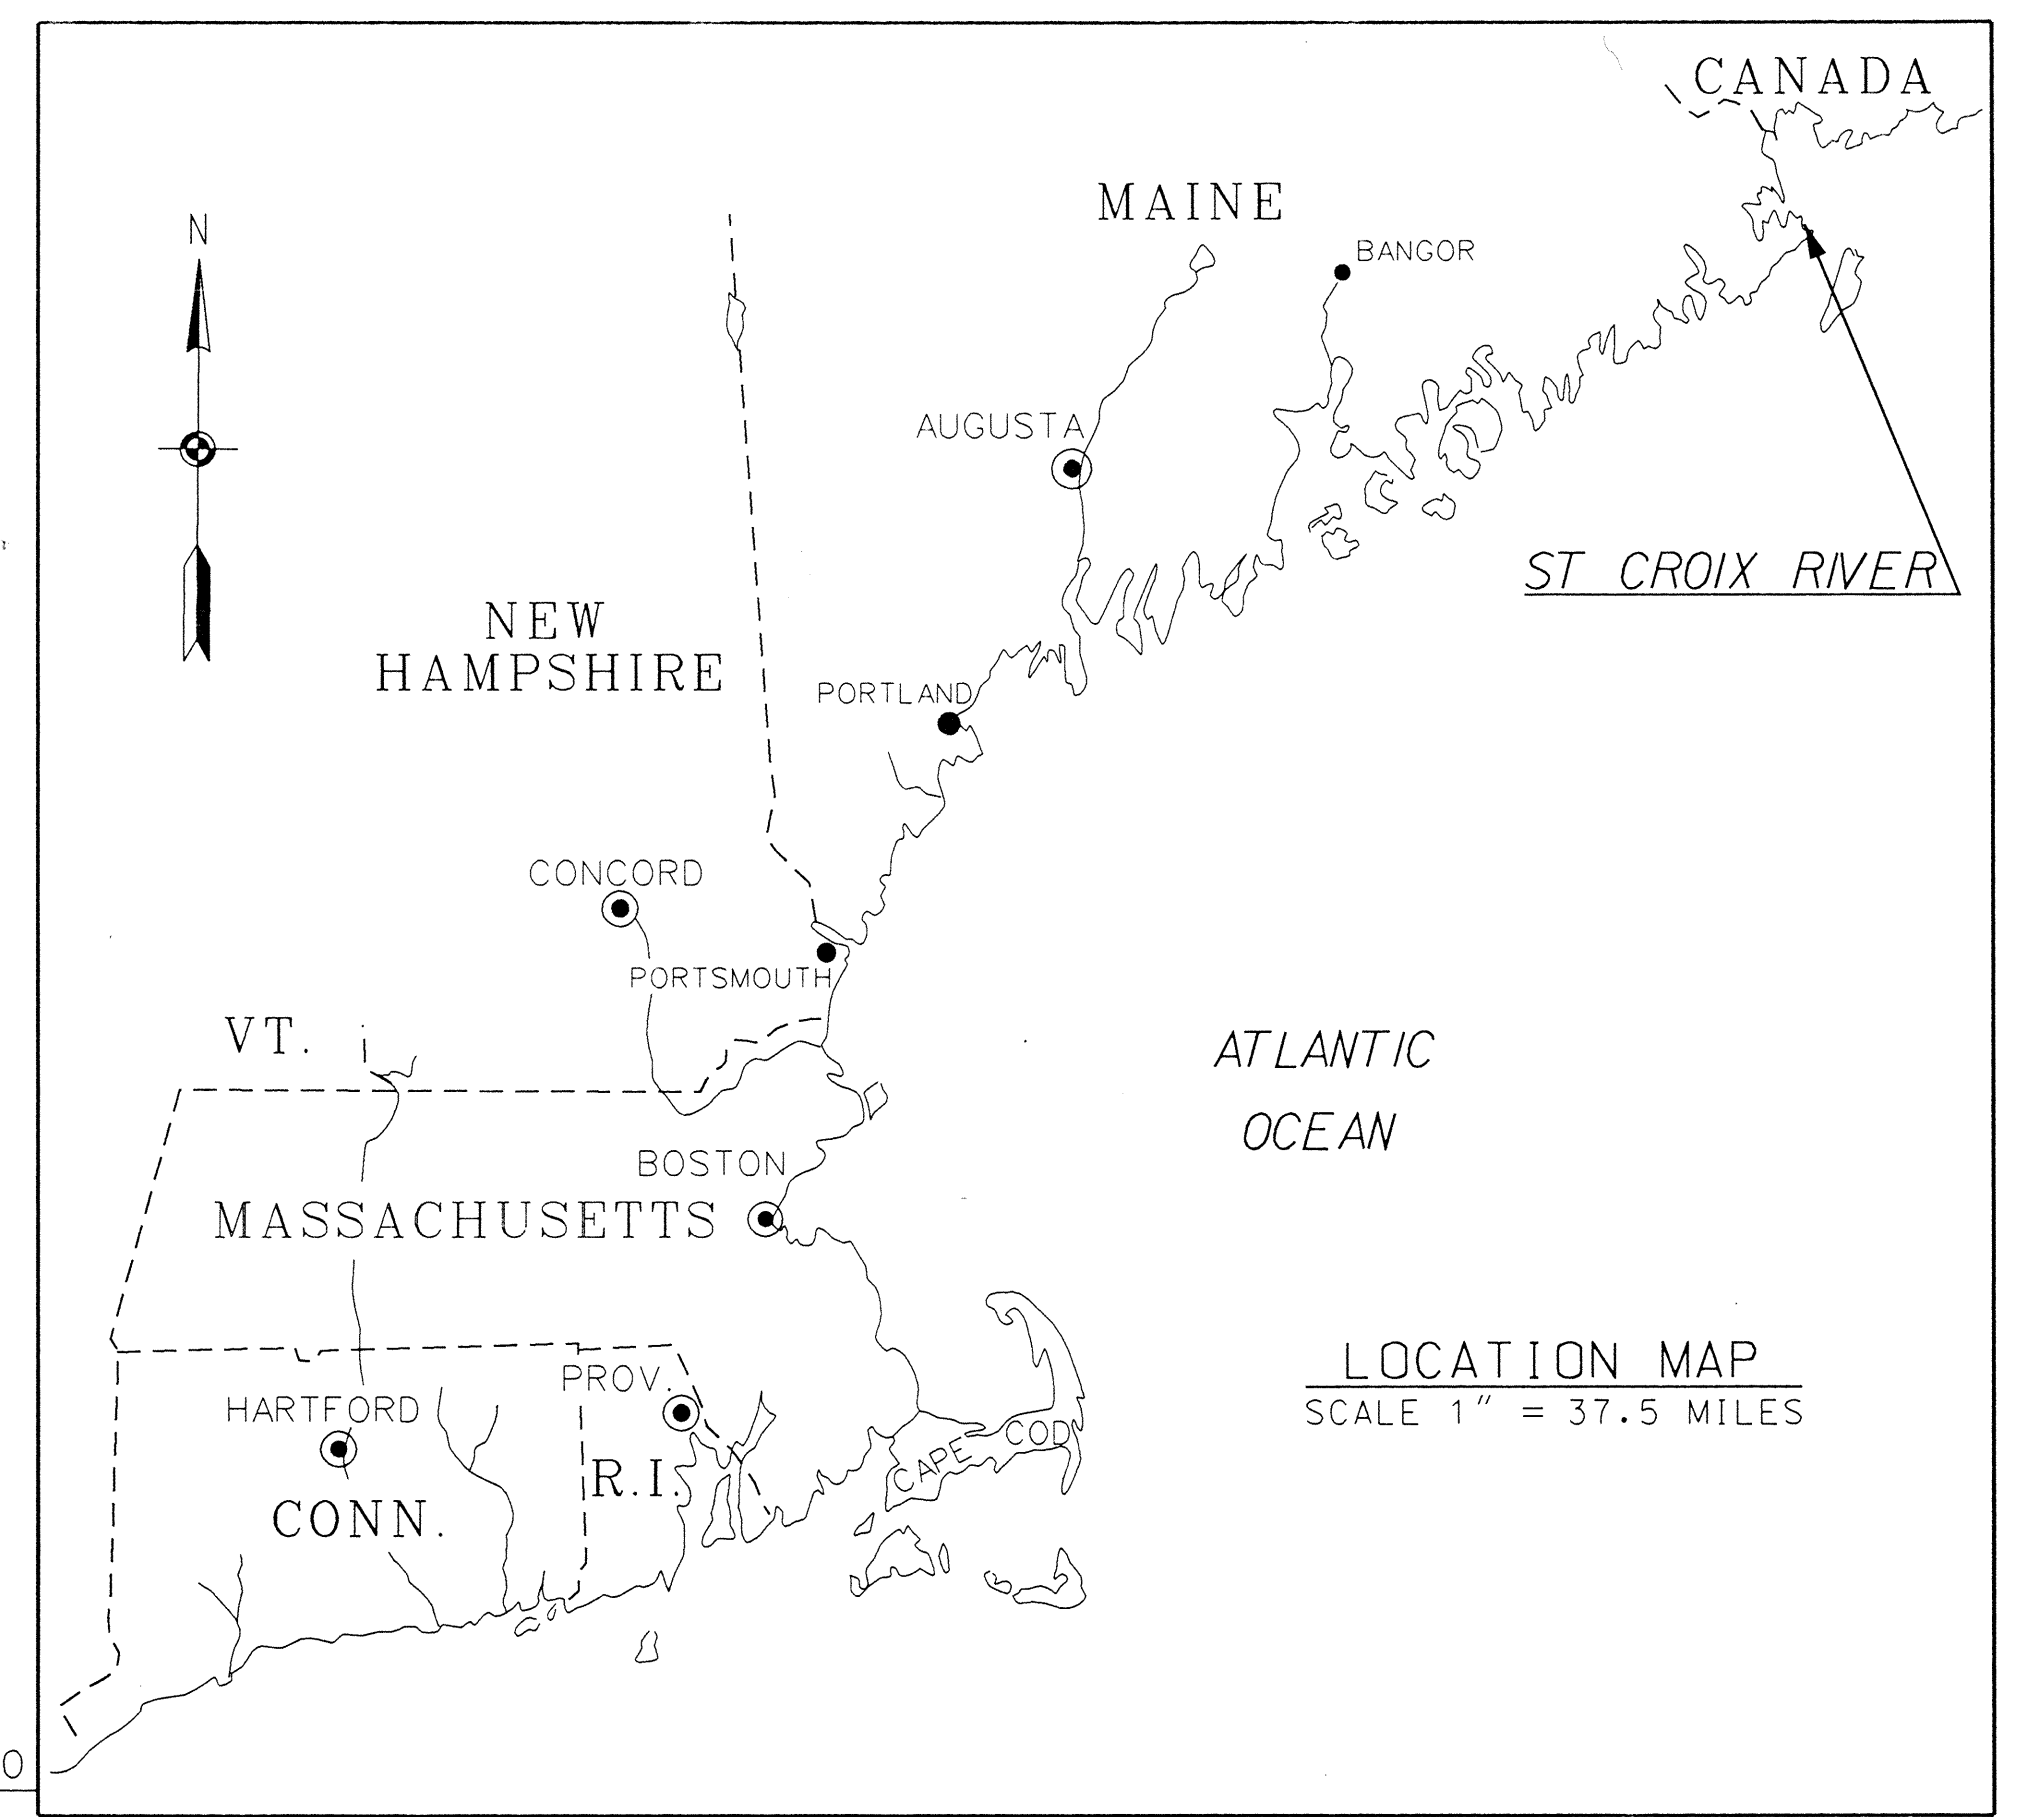 CANADA
MAINE
N
BANGOR
AUGUSTA
ST CROIX RIVER
NEW
HAMPSHIRE
PORTLAND
CONCORD
PORTSMOUTH
VT.
ATLANTIC
OCEAN
BOSTON
MASSACHUSETTS
LOCATION MAP
SCALE 1" = 37.5 MILES
PROV.
HARTFORD
CAPE COD
R.I.
CONN.
O